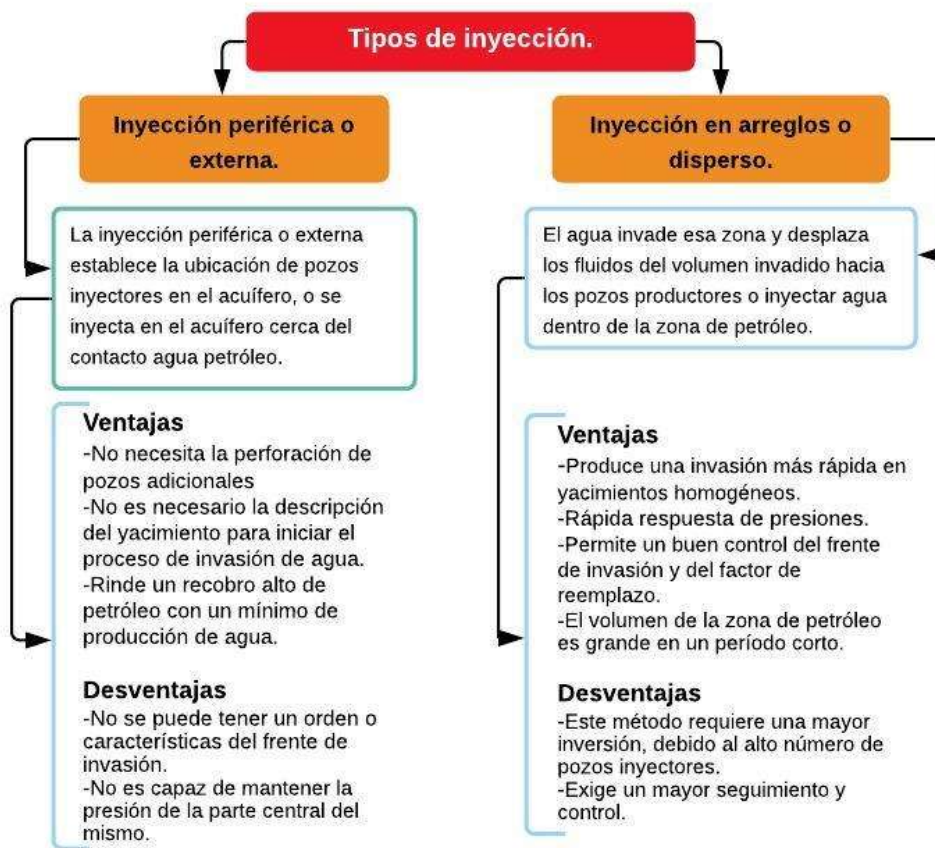 Tipos de inyección.
Inyección periférica o
externa.
La inyección periférica o externa
establece la ubicación de pozos
inyectores en el acuífero, o se
inyecta en el acuífero cerca del
contacto agua petróleo.
Ventajas
-No necesita la perforación de
pozos adicionales
-No es necesario la descripción
del yacimiento para iniciar el
proceso de invasión de agua.
-Rinde un recobro alto de
petróleo con un mínimo de
producción de agua.
Desventajas
-No se puede tener un orden o
características del frente de
invasión.
-No es capaz de mantener la
presión de la parte central del
mismo.
Inyección en arreglos o
disperso.
El agua invade esa zona y desplaza
los fluidos del volumen invadido hacia
los pozos productores o inyectar agua
dentro de la zona de petróleo.
Ventajas
-Produce una invasión más rápida en
yacimientos homogéneos.
-Rápida respuesta de presiones.
-Permite un buen control del frente
de invasión y del factor de
reemplazo.
-El volumen de la zona de petróleo
es grande en un período corto.
Desventajas
-Este método requiere una mayor
inversión, debido al alto número de
pozos inyectores.
-Exige un mayor seguimiento y
control.